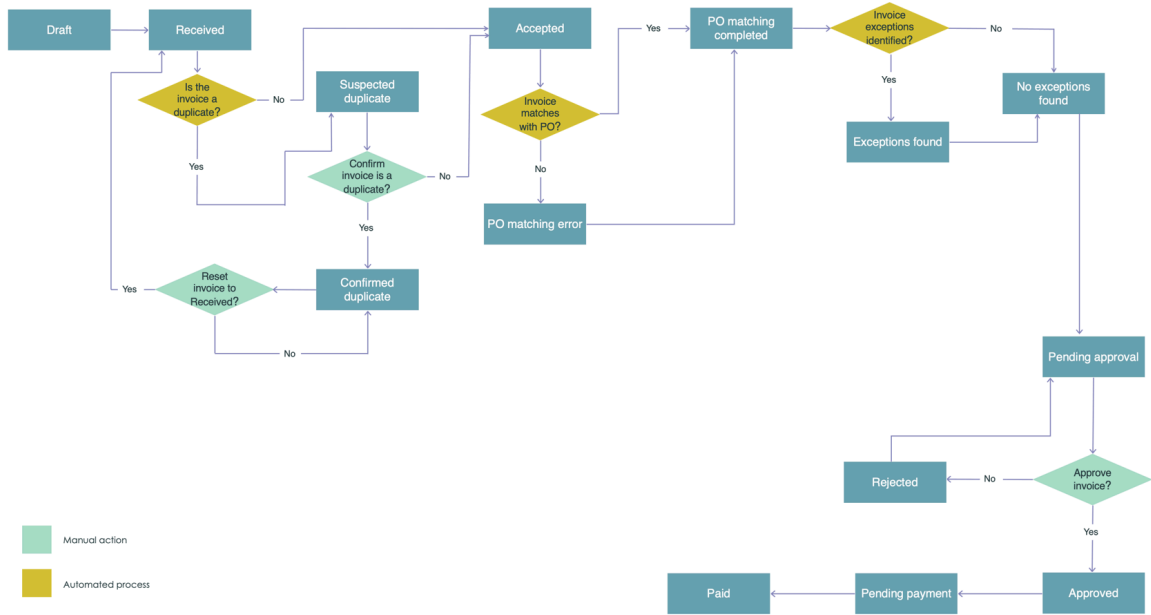 Draft
Received
Accepted
PO matching
completed
Invoice
exceptions
identified?
Yes
No
Is the
invoice a
duplicate?
No
Suspected
duplicate
Invoice
matches
with PO?
Yes
No exceptions
found
Exceptions found
Yes
Confirm
invoice is a
duplicate?
No
No
PO matching error
Yes
Reset
invoice to
Received?
Yes
Confirmed
duplicate
No
Pending approval
Rejected
No
Approve
invoice?
Yes
Manual action
Automated process
Paid
Pending payment
Approved